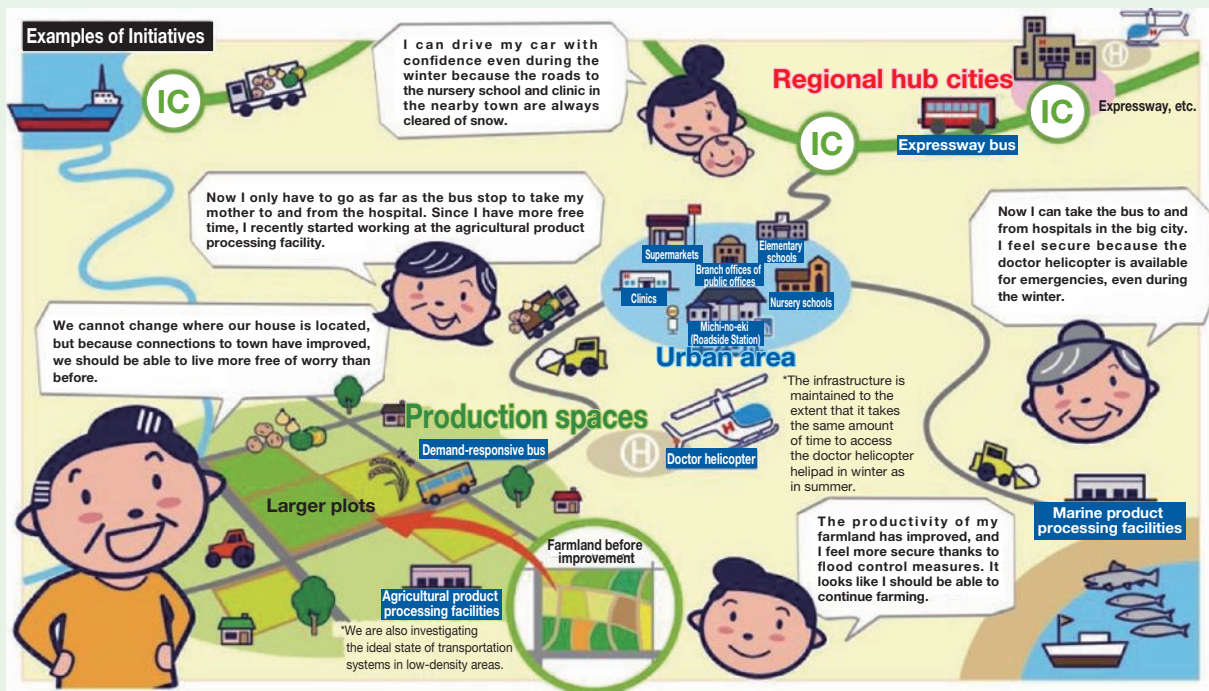 Examples of Initiatives
I can drive my car with
confidence even during the
winter because the roads to
the nursery school and clinic in
the nearby town are always
cleared of snow.
Regional hub cities
H
H
IC
IC
IC
Expressway, etc.
Expressway bus
Now I only have to go as far as the bus stop to take my
mother to and from the hospital. Since I have more free
time, I recently started working at the agricultural product
processing facility.
Supermarkets
Elementary
schools
Branch offices of
public offices
Clinics
Nursery schools
Michi-no-eki
(Roadside Station)
Urban area
Now I can take the bus to and
from hospitals in the big city.
I feel secure because the
doctor helicopter is available
for emergencies, even during
the winter.
We cannot change where our house is located,
but because connections to town have improved,
we should be able to live more free of worry than
before.
*The infrastructure is
maintained to the
extent that it takes
the same amount
of time to access
the doctor helicopter
helipad in winter as
in summer.
Production spaces
Demand-responsive bus
H
H
Doctor helicopter
Larger plots
Farmland before
improvement
Agricultural product
processing facilities
*We are also investigating
the ideal state of transportation
systems in low-density areas.
Marine product
processing facilities
The productivity of my
farmland has improved, and
I feel more secure thanks to
flood control measures. It
looks like I should be able to
continue farming.